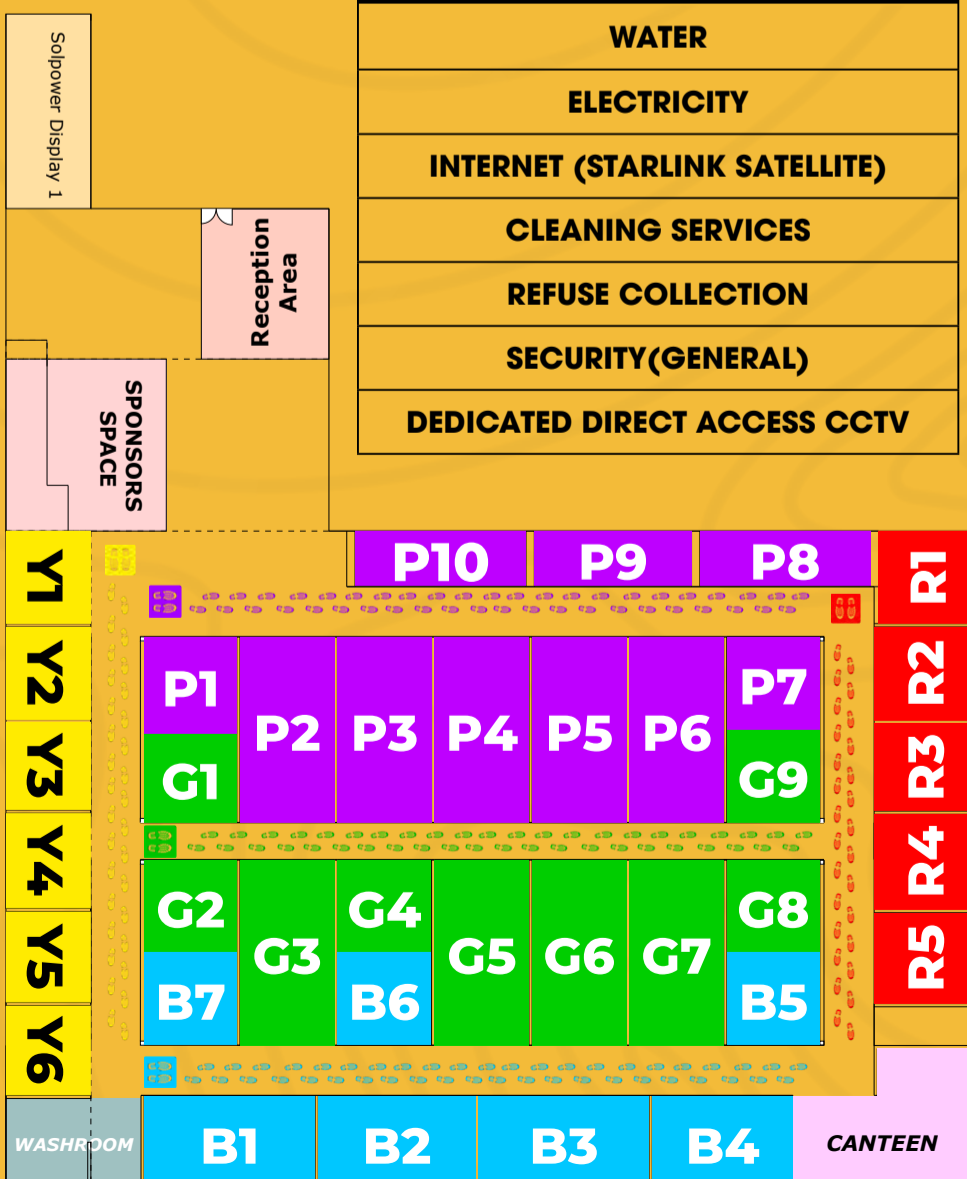 Solpower Display 1
WATER
ELECTRICITY
INTERNET (STARLINK SATELLITE)
CLEANING SERVICES
REFUSE COLLECTION
SECURITY(GENERAL)
DEDICATED DIRECT ACCESS CCTV
Reception
Area
SPONSORS
SPACE
P10
P9
P8
Y1
Y2
Y3
Y4
Y5
Y6
R1
R2
R3
R4
R5
P1
P2
P3
P4
P5
P6
P7
G1
G9
G2
G3
G4
G5
G6
G7
G8
B7
B6
B5
WASHROOM
B1
B2
B3
B4
CANTEEN